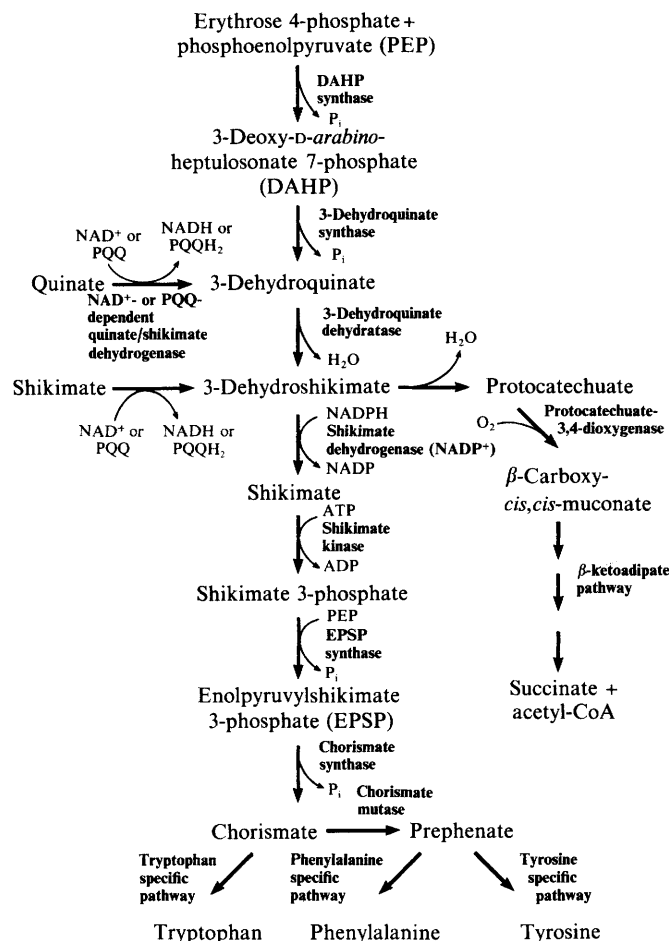 Erythrose 4-phosphate +
phosphoenolpyruvate (PEP)
DAHP
synthase
Pi
3-Deoxy-D-arabino-
heptulosonate 7-phosphate
(DAHP)
3-Dehydroquinate
synthase
Pi
NAD+ or
PQQ
NADH or
PQQH2
Quinate
3-Dehydroquinate
NAD+- or PQQ-
dependent
quinate/shikimate
dehydrogenase
3-Dehydroquinate
dehydratase
H2O
H2O
Shikimate
3-Dehydroshikimate
Protocatechuate
NAD+ or
PQQ
NADH or
PQQH2
NADPH
Shikimate
dehydrogenase (NADP+)
NADP
O2
Protocatechuate-
3,4-dioxygenase
Shikimate
β-Carboxy-
cis,cis-muconate
ATP
Shikimate
kinase
ADP
β-ketoadipate
pathway
Shikimate 3-phosphate
PEP
EPSP
synthase
Pi
Succinate +
acetyl-CoA
Enolpyruvylshikimate
3-phosphate (EPSP)
Chorismate
synthase
Pi
Chorismate
mutase
Chorismate
Prephenate
Tryptophan
specific
pathway
Phenylalanine
specific
pathway
Tyrosine
specific
pathway
Tryptophan
Phenylalanine
Tyrosine